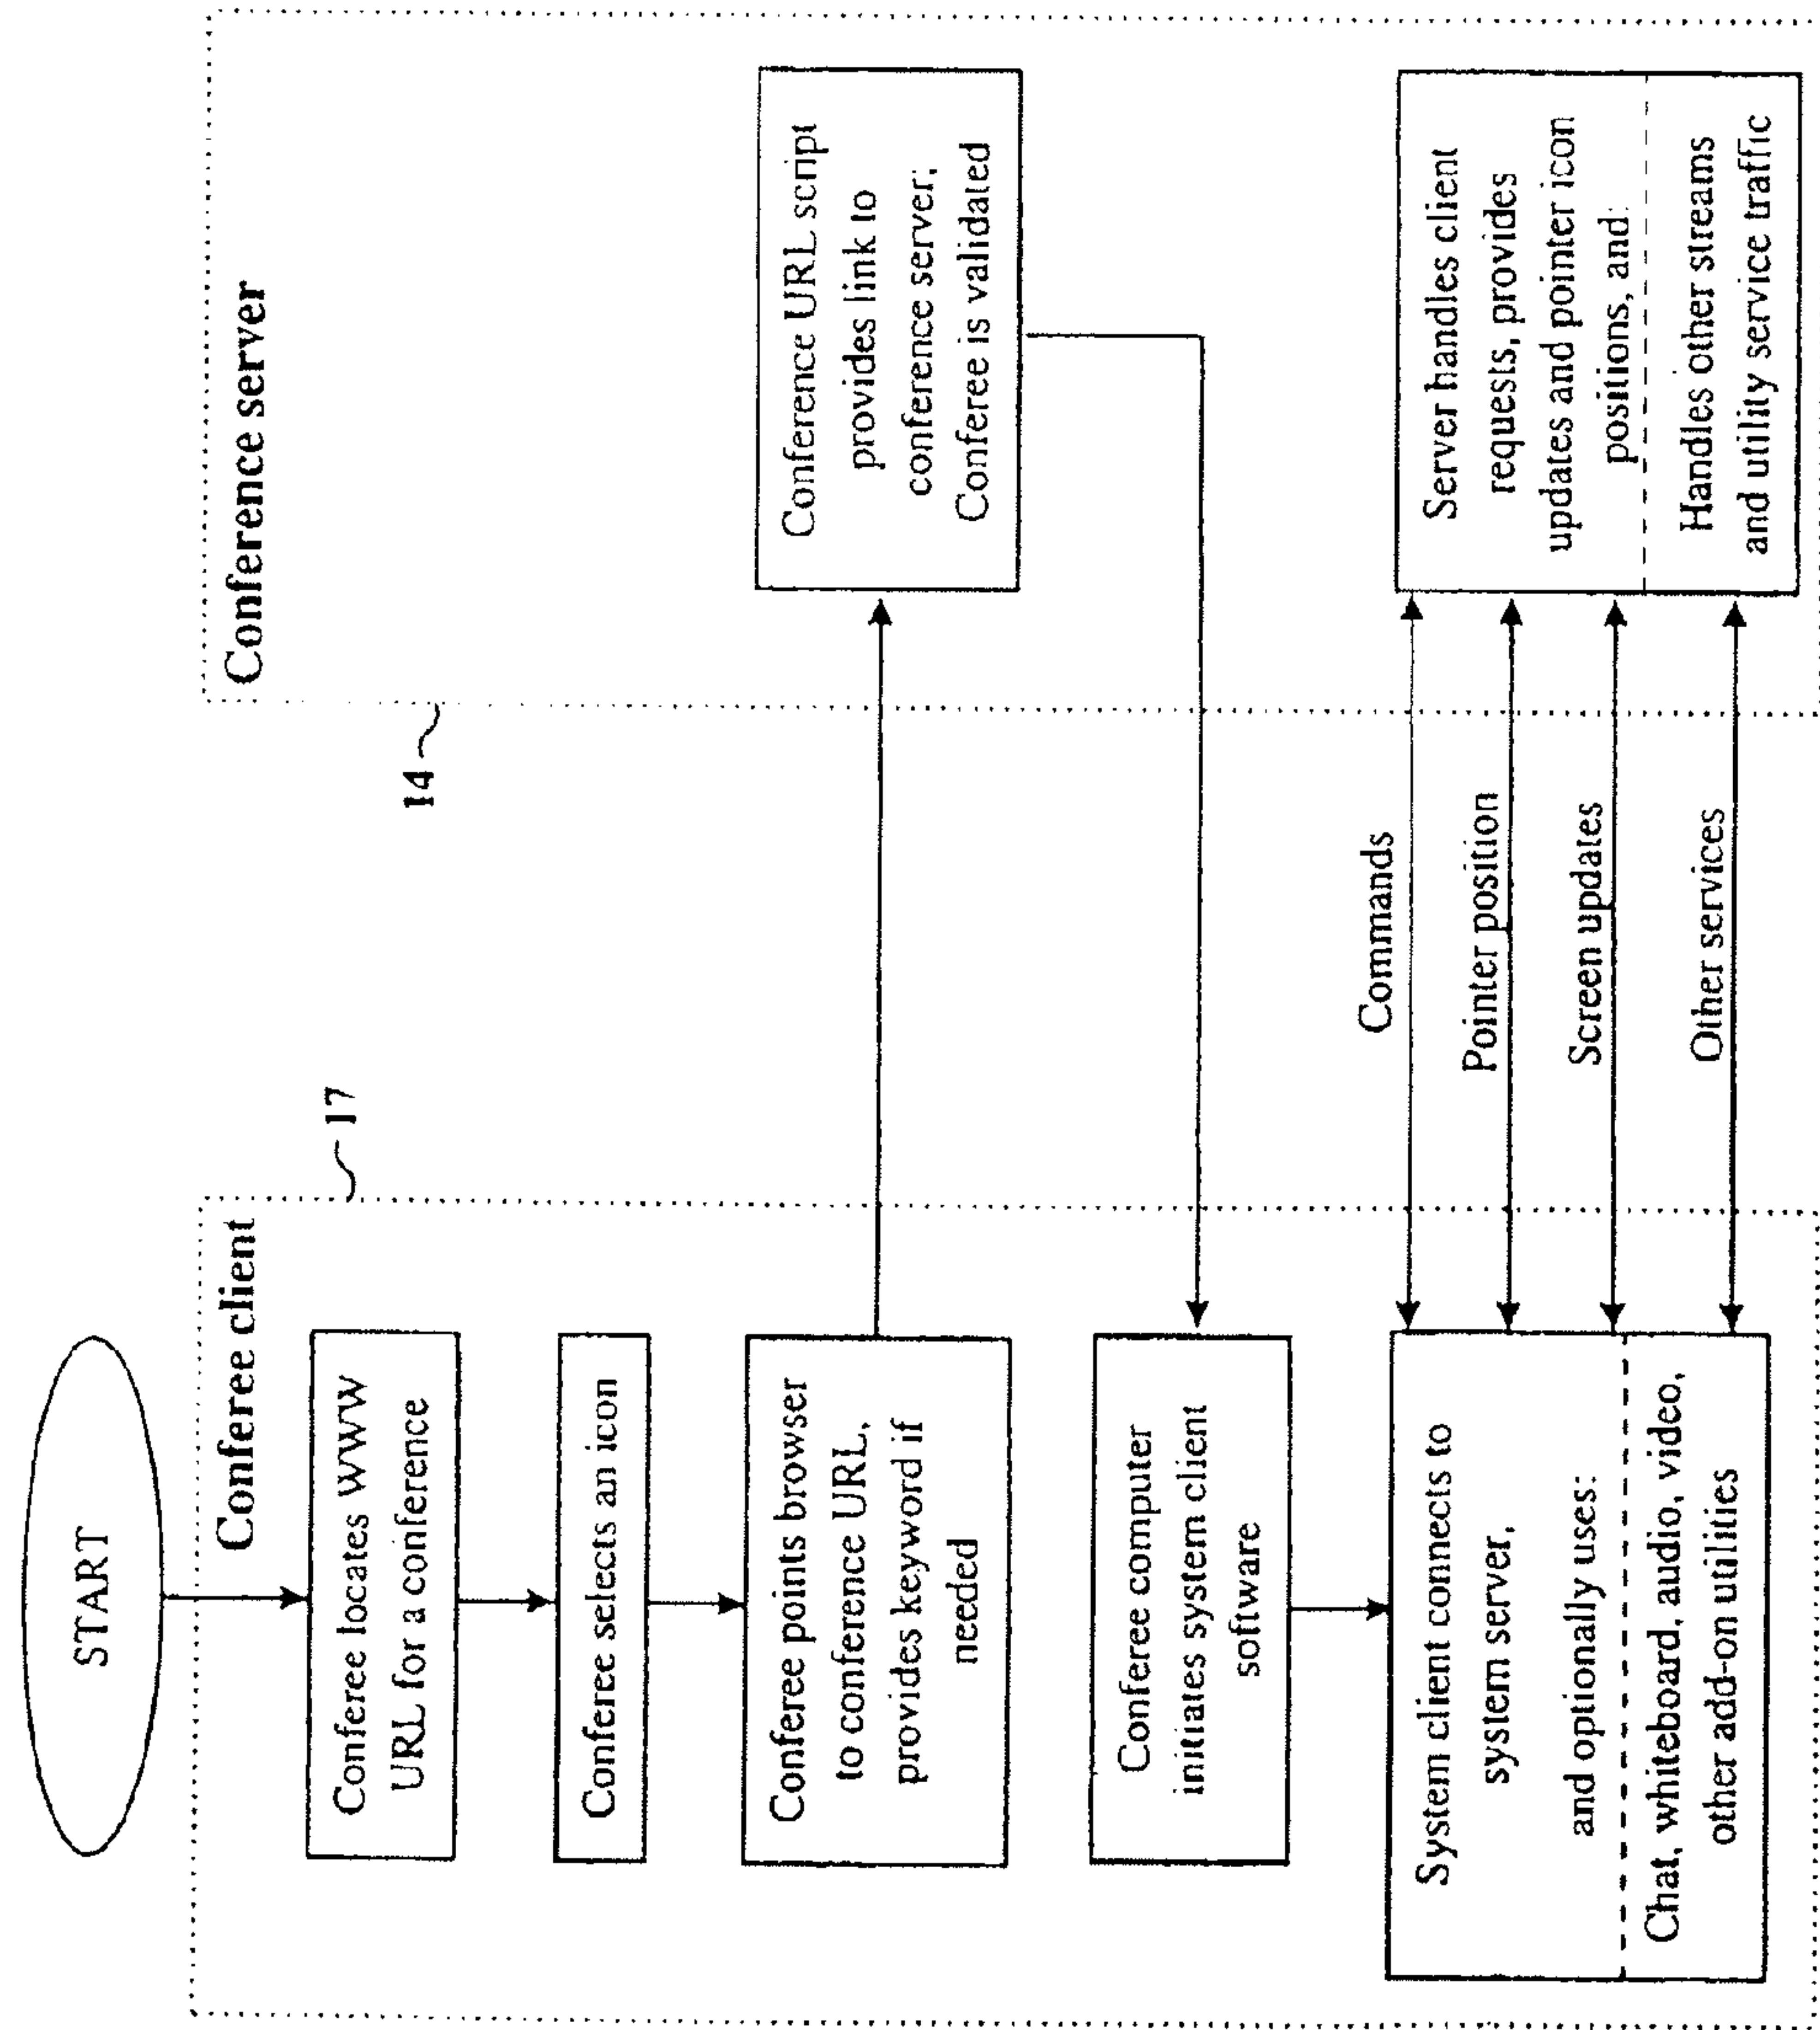 START
Conferee client
17
Conferee locates WWW
URL for a conference
Conferee selects an icon
Conferee points browser
to conference URL,
provides keyword if
needed
Conferee computer
initiates system client
software
System client connects to
system server,
and optionally uses:
Chat, whiteboard, audio, video,
other add-on utilities
Commands
Pointer position
Screen updates
Other services
14
Conference server
Conference URL script
provides link to
conference server;
Conferee is validated
Server handles client
requests, provides
updates and pointer icon
positions, and:
Handles other streams
and utility service traffic